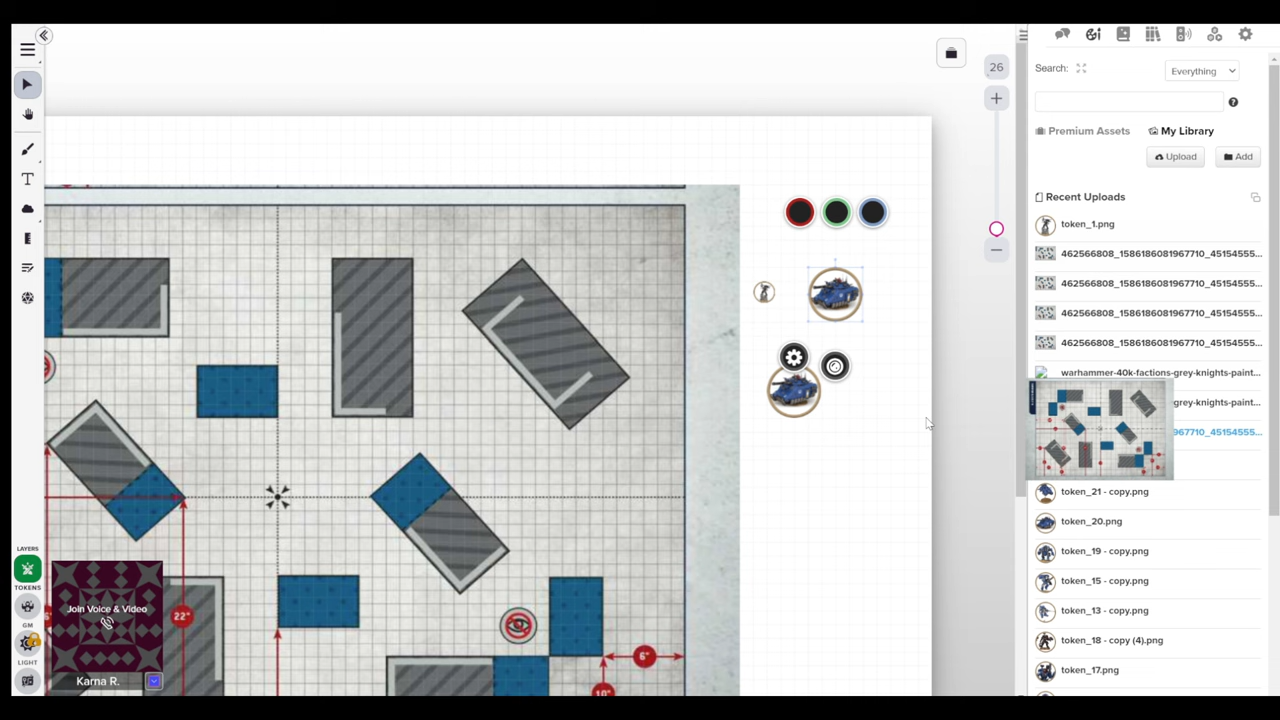 26
Search:
Everything
Premium Assets
My Library
Upload
Add
Recent Uploads
token_1.png
462566808_1586186081967710_45154555...
462566808_1586186081967710_45154555...
462566808_1586186081967710_45154555...
462566808_1586186081967710_45154555...
warhammer-40k-factions-grey-knights-paint...
-grey-knights-paint...
967710_45154555...
token_21 - copy.png
token_20.png
token_19 - copy.png
token_15 - copy.png
token_13 - copy.png
token_18 - copy (4).png
token_17.png
LAYERS
TOKENS
GM
LIGHT
Join Voice & Video
Karna R.
22"
6"
10"